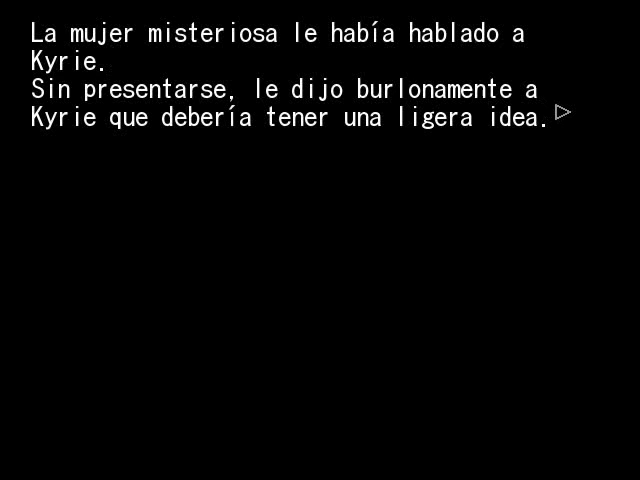 La mujer misteriosa le había hablado a
Kyrie.
Sin presentarse, le dijo burlonamente a
Kyrie que debería tener una ligera idea.